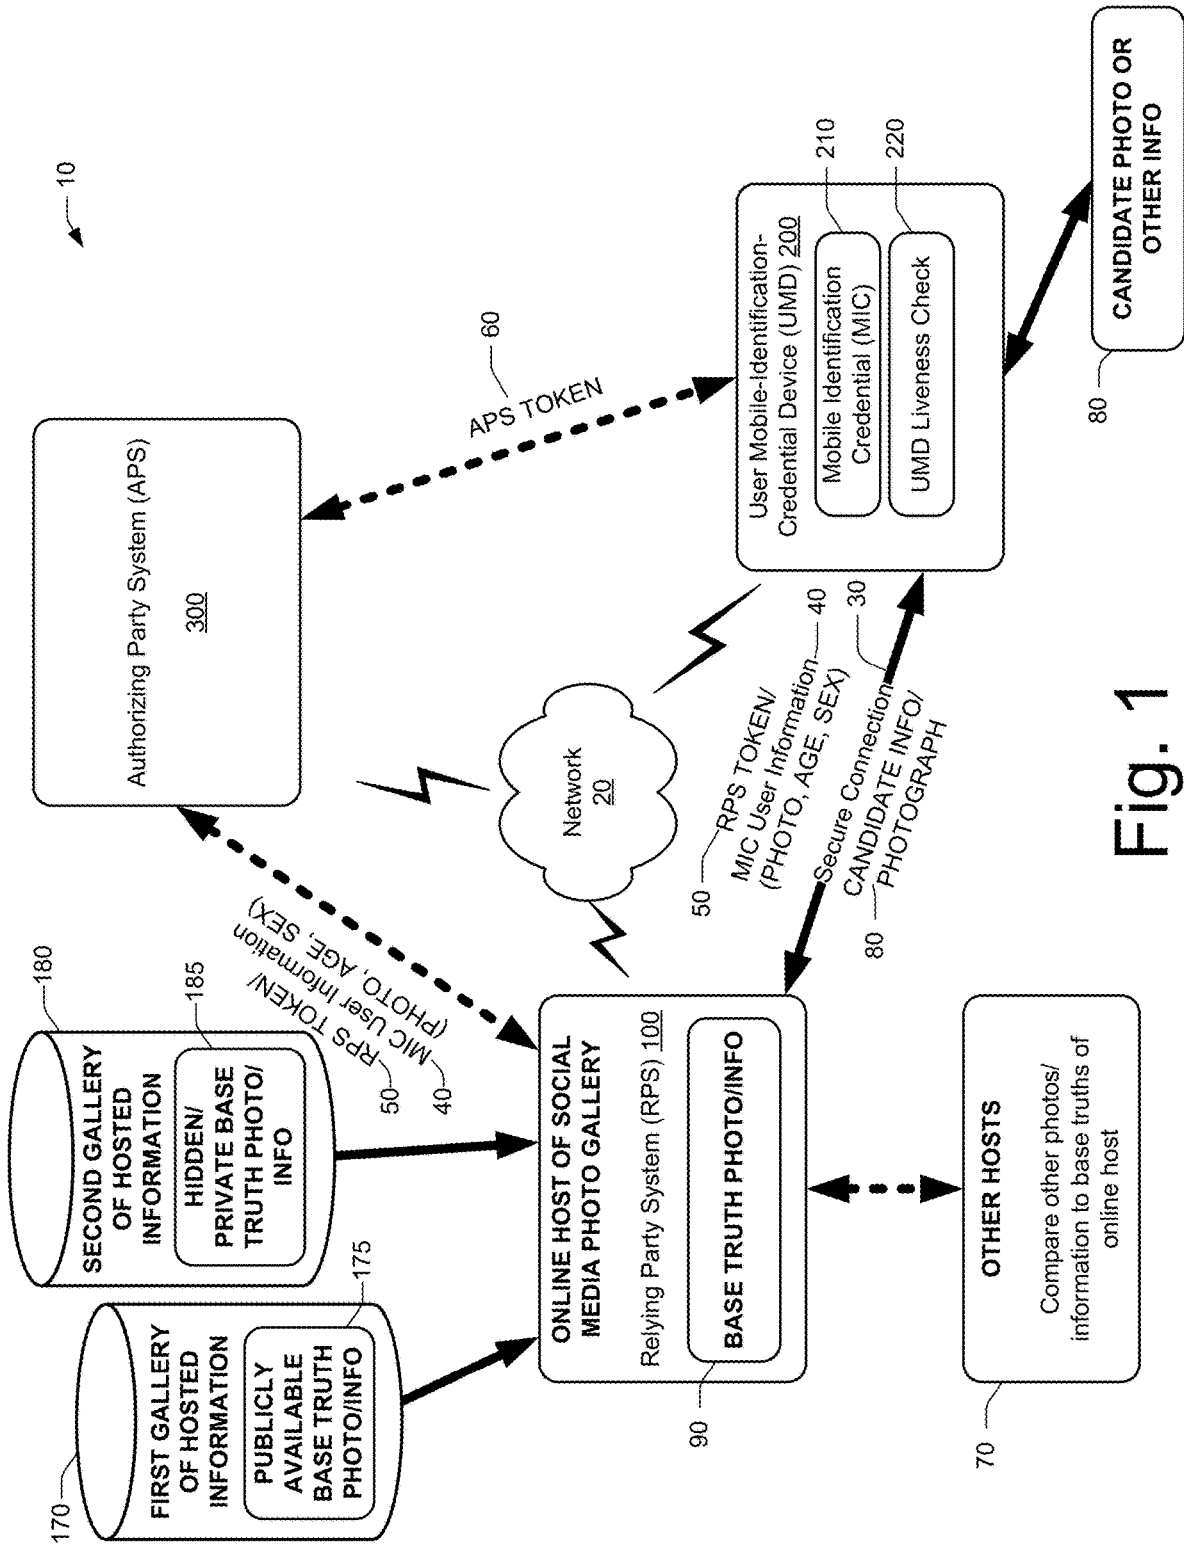 10
170
FIRST GALLERY
OF HOSTED
INFORMATION
PUBLICLY
AVAILABLE
BASE TRUTH
PHOTO/INFO
175
180
SECOND GALLERY
OF HOSTED
INFORMATION
HIDDEN/
PRIVATE BASE
TRUTH PHOTO/
INFO
185
Authorizing Party System (APS)
300
50
RPS TOKEN/
40
MIC User Information
(PHOTO, AGE, SEX)
60
APS TOKEN
Network
20
ONLINE HOST OF SOCIAL
MEDIA PHOTO GALLERY
Relying Party System (RPS) 100
BASE TRUTH PHOTO/INFO
90
50
RPS TOKEN/
MIC User Information
40
(PHOTO, AGE, SEX)
Secure Connection
30
CANDIDATE INFO/
80
PHOTOGRAPH
User Mobile-Identification-
Credential Device (UMD) 200
Mobile Identification
Credential (MIC)
210
UMD Liveness Check
220
OTHER HOSTS
Compare other photos/
information to base truths of
online host
70
80
CANDIDATE PHOTO OR
OTHER INFO
Fig. 1